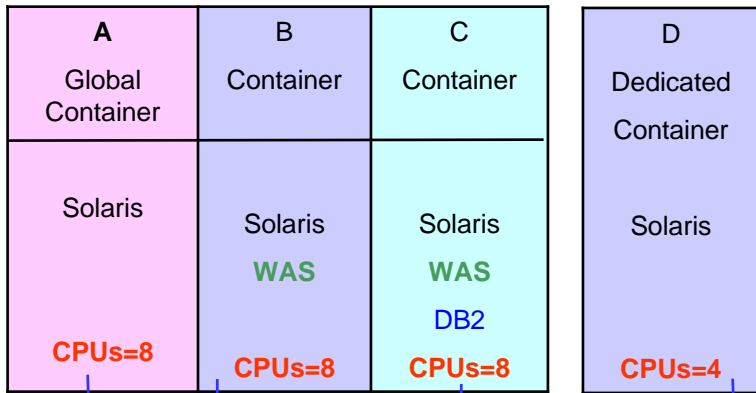 A
Global
Container
Solaris
CPUs=8
B
Container
Solaris
WAS
CPUs=8
C
Container
Solaris
WAS
DB2
CPUs=8
D
Dedicated
Container
Solaris
CPUs=4